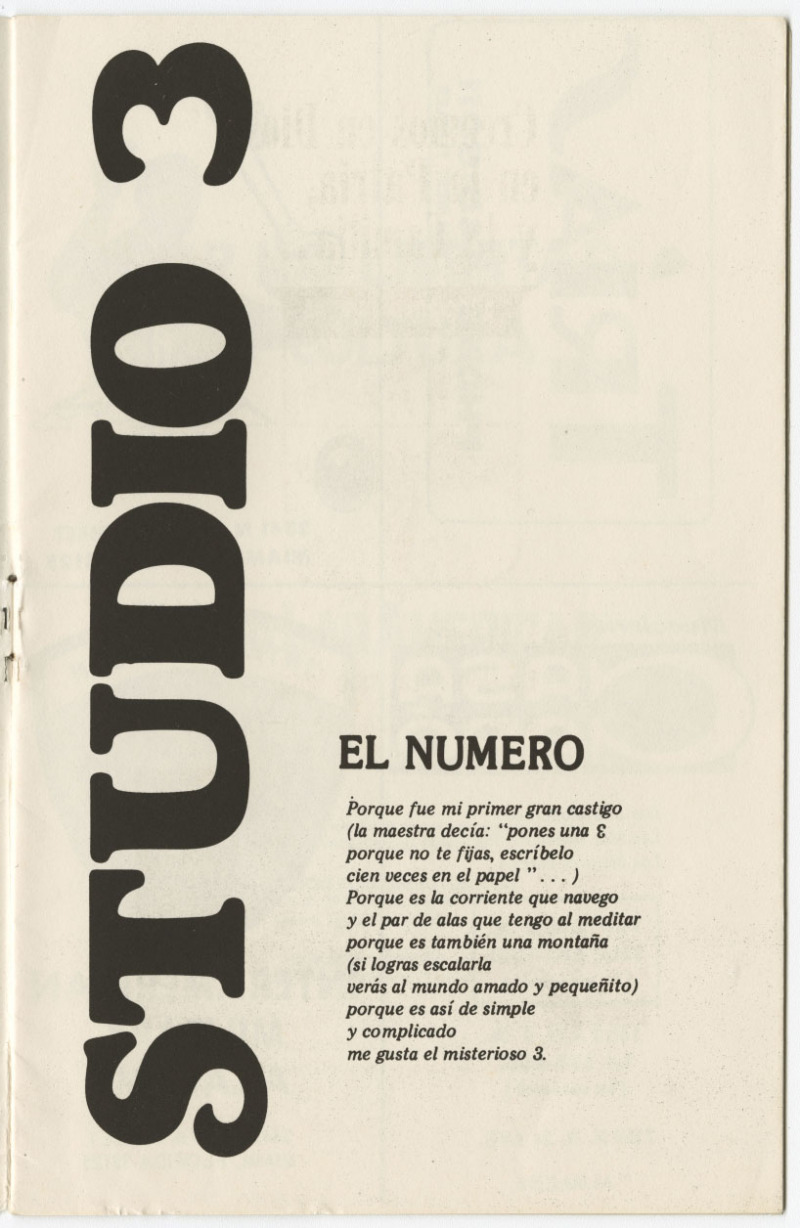 STUDIO 3
EL NUMERO
Porque fue mi primer gran castigo
(la maestra decía: “pones una Ɛ
porque no te fijas, escríbelo
cien veces en el papel ”. . . )
Porque es la corriente que navego
y el par de alas que tengo al meditar
porque es también una montaña
(si logras escalarla
verás al mundo amado y pequeñito)
porque es así de simple
y complicado
me gusta el misterioso 3.